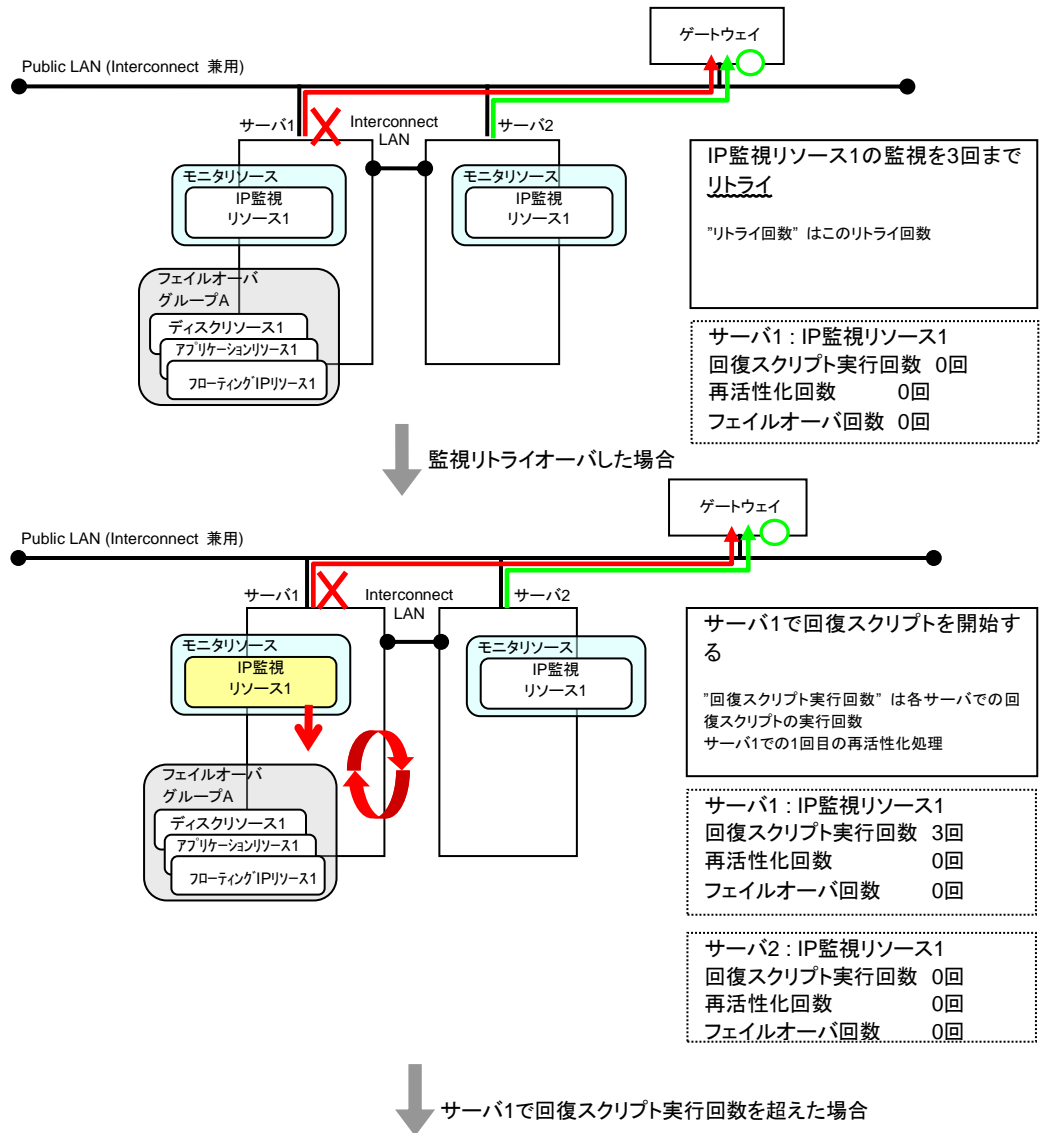 ゲートウェイ
Public LAN (Interconnect 兼用)
サーバ1
Interconnect
LAN
サーバ2
モニタリソース
IP監視
リソース1
モニタリソース
IP監視
リソース1
フェイルオーバ
グループA
ディスクリソース1
アプリケーションリソース1
フローティングIPリソース1
IP監視リソース1の監視を3回まで
リトライ
”リトライ回数” はこのリトライ回数
サーバ1 : IP監視リソース1
回復スクリプト実行回数 0回
再活性化回数 0回
フェイルオーバ回数 0回
監視リトライオーバした場合
ゲートウェイ
Public LAN (Interconnect 兼用)
サーバ1
Interconnect
LAN
サーバ2
モニタリソース
IP監視
リソース1
モニタリソース
IP監視
リソース1
フェイルオーバ
グループA
ディスクリソース1
アプリケーションリソース1
フローティングIPリソース1
サーバ1で回復スクリプトを開始す
る
”回復スクリプト実行回数” は各サーバでの回
復スクリプトの実行回数
サーバ1での1回目の再活性化処理
サーバ1 : IP監視リソース1
回復スクリプト実行回数 3回
再活性化回数 0回
フェイルオーバ回数 0回
サーバ2 : IP監視リソース1
回復スクリプト実行回数 0回
再活性化回数 0回
フェイルオーバ回数 0回
サーバ1で回復スクリプト実行回数を超えた場合